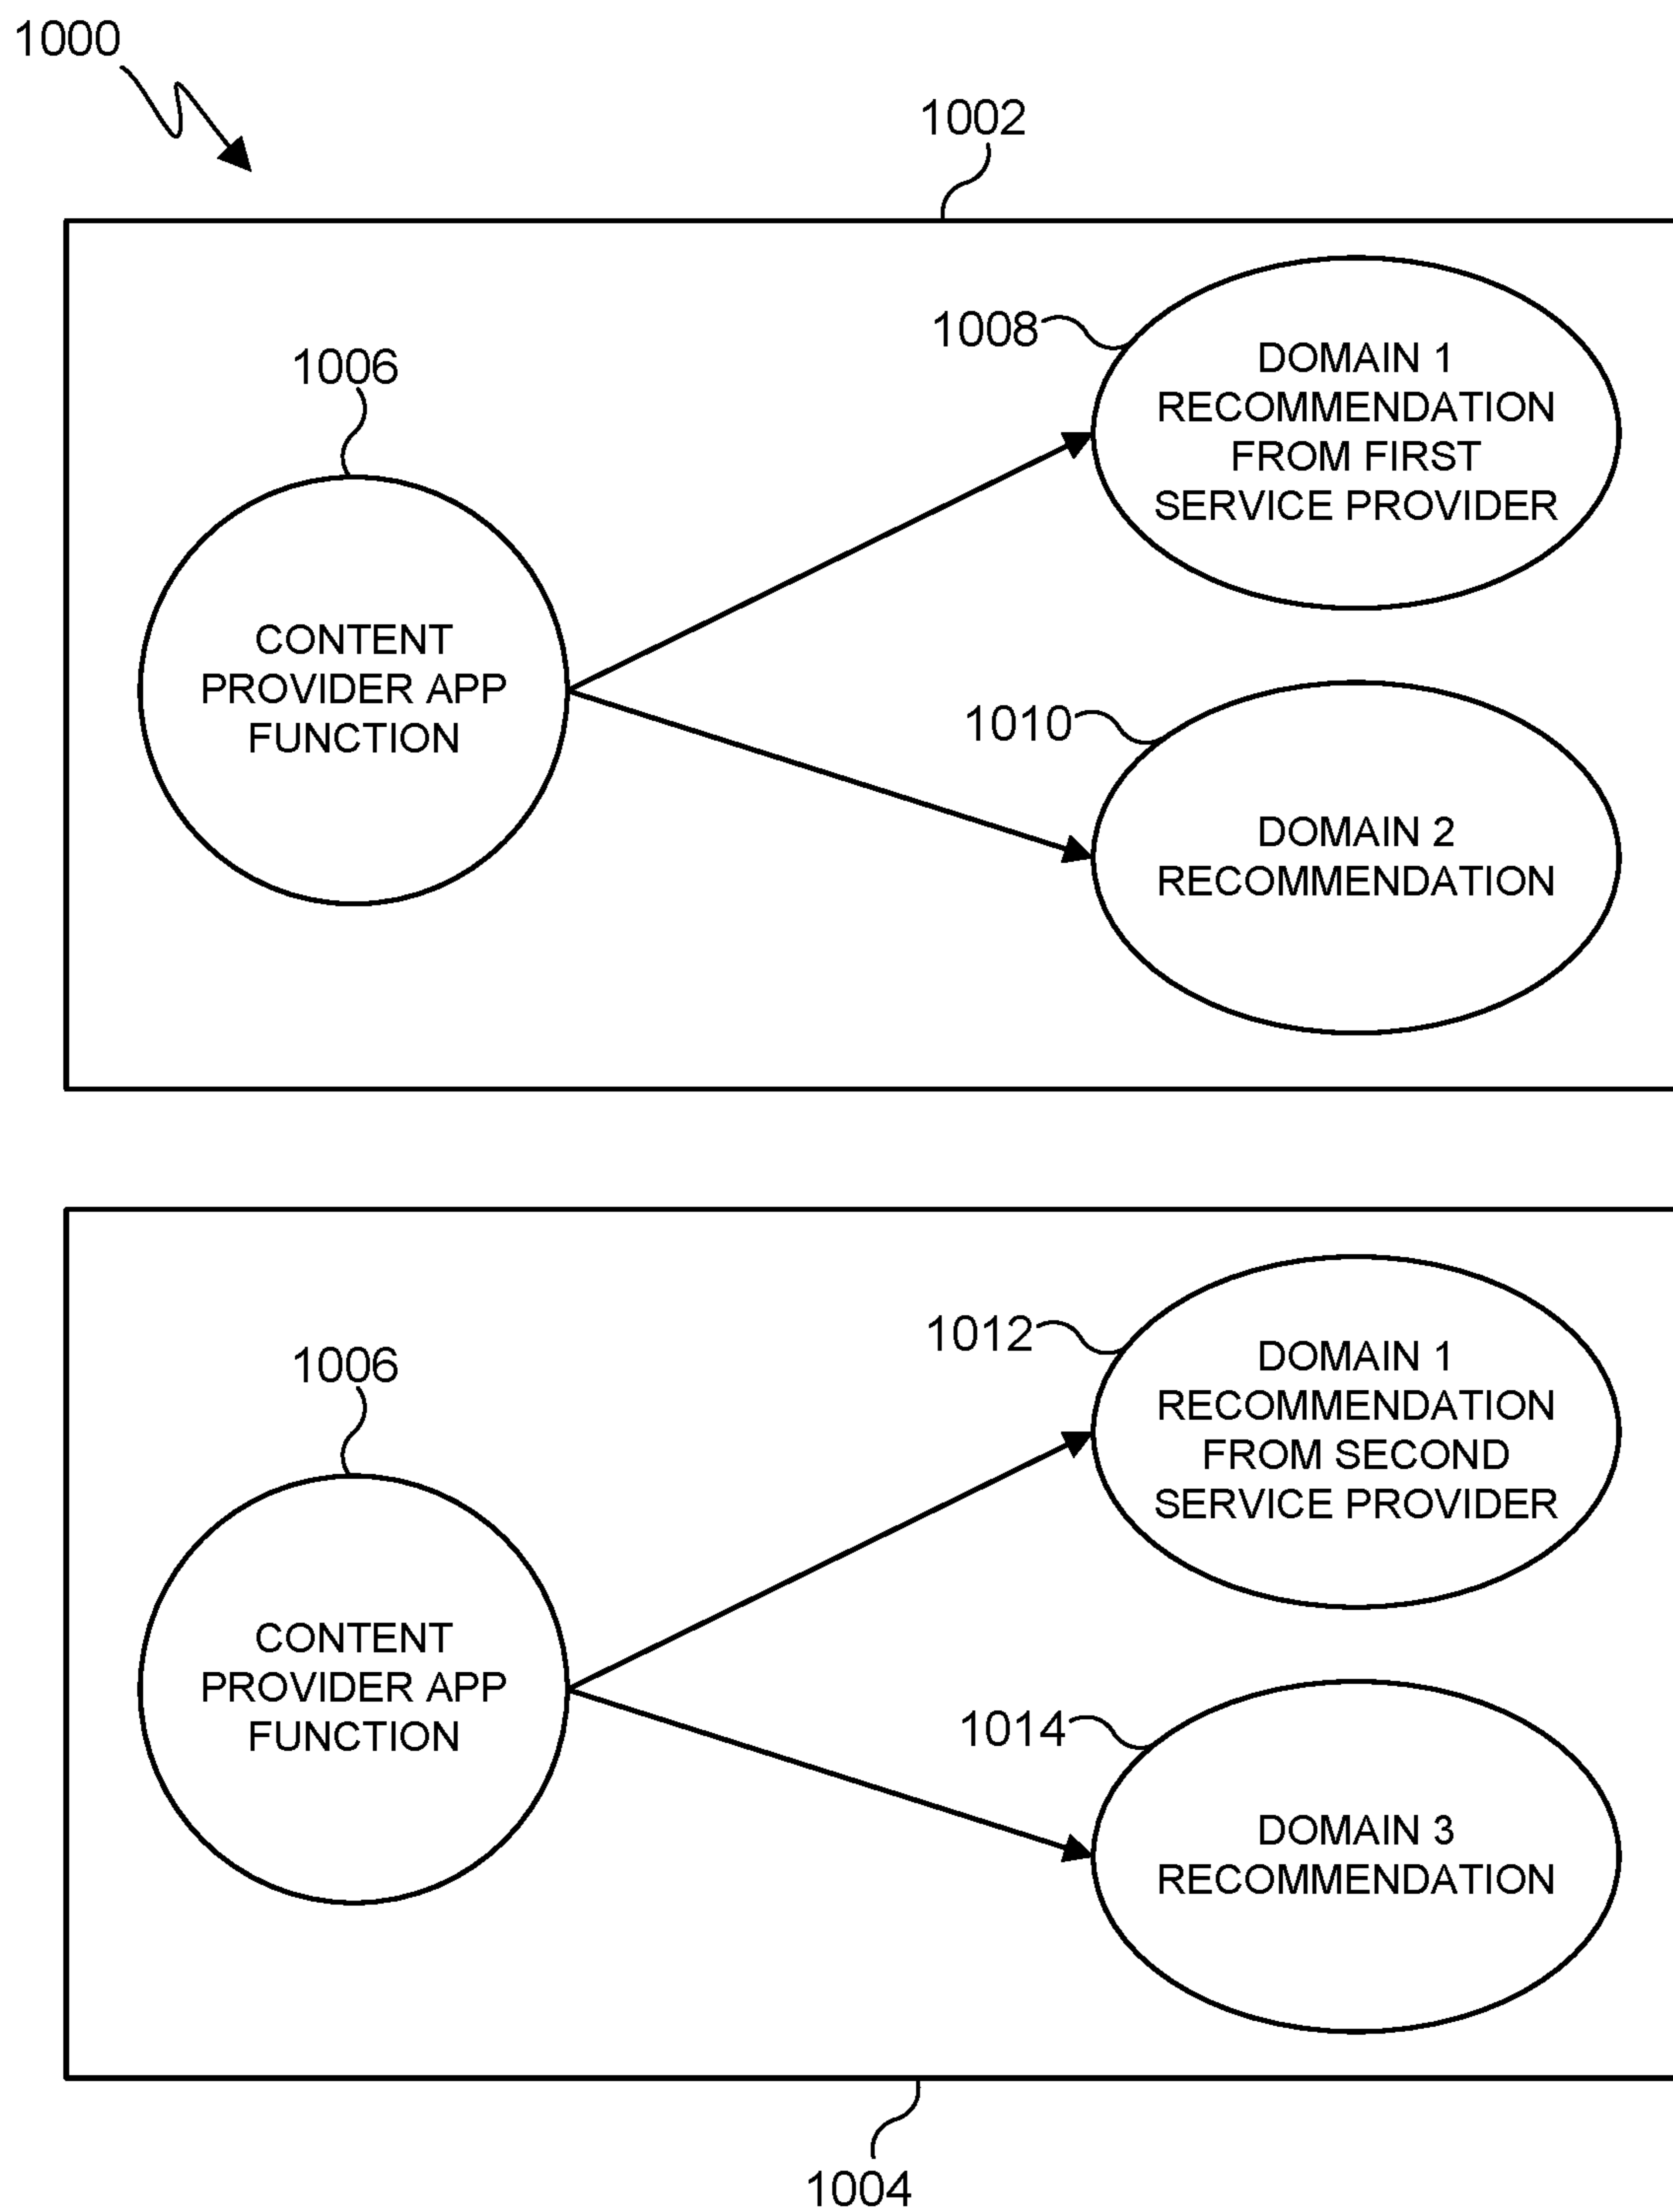 1000
1002
1008
DOMAIN 1
RECOMMENDATION
FROM FIRST
SERVICE PROVIDER
1006
CONTENT
PROVIDER APP
FUNCTION
1010
DOMAIN 2
RECOMMENDATION
1012
DOMAIN 1
RECOMMENDATION
FROM SECOND
SERVICE PROVIDER
1006
CONTENT
PROVIDER APP
FUNCTION
1014
DOMAIN 3
RECOMMENDATION
1004